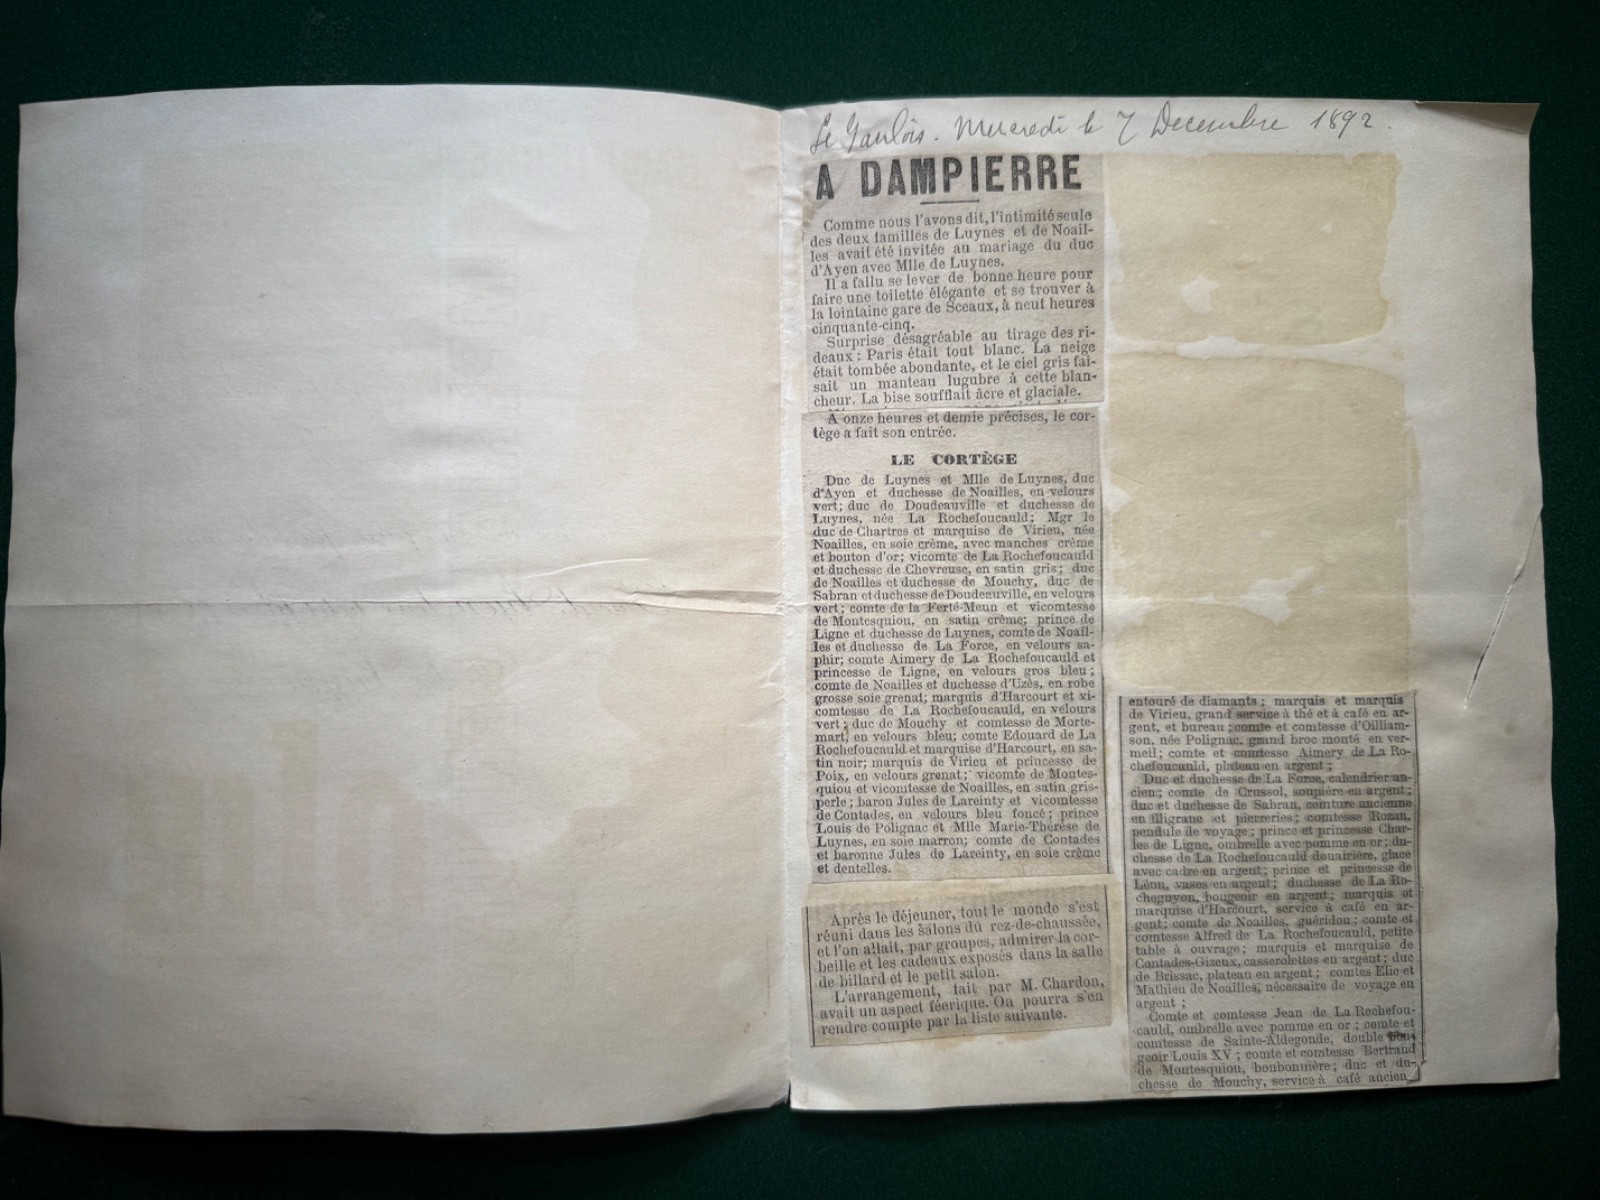 Le Gaulois. Mercredi le 7 Decembre 1892.
A DAMPIERRE
Comme nous l'avons dit, l'intimité seule
des deux familles de Luynes et de Noail-
les avait été invitée au mariage du duc
d'Ayen avec Mlle de Luynes.
Il a fallu se lever de bonne heure pour
faire une toilette élégante et se trouver à
la lointaine gare de Sceaux, à neuf heures
cinquante-cinq.
Surprise désagréable au tirage des ri-
deaux : Paris était tout blanc. La neige
était tombée abondante, et le ciel gris fai-
sait un manteau lugubre à cette blan-
cheur. La bise soufflait âcre et glaciale.
A onze heures et demie précises, le cor-
tège a fait son entrée.
LE CORTÈGE
Duc de Luynes et Mlle de Luynes, duc
d'Ayen et duchesse de Noailles, en velours
vert; duc de Doudeauville et duchesse de
Luynes, née La Rochefoucauld; Mgr le
duc de Chartres et marquise de Virieu, née
Noailles, en soie crème, avec manches crème
et bouton d'or; vicomte de La Rochefoucauld
et duchesse de Chevreuse, en satin gris; duc
de Noailles et duchesse de Mouchy, duc de
Sabran et duchesse de Doudeauville, en velours
vert; comte de la Ferté-Meun et vicomtesse
de Montesquiou, en satin crème; prince de
Ligne et duchesse de Luynes, comte de Noail-
les et duchesse de La Force, en velours sa-
phir; comte Aimery de La Rochefoucauld et
princesse de Ligne, en velours gros bleu;
comte de Noailles et duchesse d'Uzès, en robe
grosse soie grenat; marquis d'Harcourt et vi-
comtesse de La Rochefoucauld, en velours
vert; duc de Mouchy et comtesse de Morte-
mart, en velours bleu; comte Edouard de La
Rochefoucauld et marquise d'Harcourt, en sa-
tin noir; marquis de Virieu et princesse de
Poix, en velours grenat; vicomte de Montes-
quiou et vicomtesse de Noailles, en satin gris-
perle; baron Jules de Lareinty et vicomtesse
de Contades, en velours bleu foncé; prince
Louis de Polignac et Mlle Marie-Thérèse de
Luynes, en soie marron; comte de Contades
et baronne Jules de Lareinty, en soie crème
et dentelles.
Après le déjeuner, tout le monde s'est
réuni dans les salons du rez-de-chaussée,
et l'on allait, par groupes, admirer la cor-
beille et les cadeaux exposés dans la salle
de billard et le petit salon.
L'arrangement, fait par M. Chardon,
avait un aspect féerique. On pourra s'en
rendre compte par la liste suivante.
entouré de diamants; marquis et marquis
de Virieu, grand service à thé et à café en ar-
gent, et bureau; comte et comtesse d'Oilliam-
son, née Polignac, grand broc monté en ver-
meil; comte et comtesse Aimery de La Ro-
chefoucauld, plateau en argent;
Duc et duchesse de La Force, calendrier an-
cien; comte de Crussol, soupière en argent;
duc et duchesse de Sabran, ceinture ancienne
en filigrane et pierreries; comtesse Rozan,
pendule de voyage; prince et princesse Char-
les de Ligne, ombrelle avec pomme en or; du-
chesse de La Rochefoucauld douairière, glace
avec cadre en argent; prince et princesse de
Léon, vases en argent; duchesse de La Ro-
cheguyon, bougeoir en argent; marquis et
marquise d'Harcourt, service à café en ar-
gent; comte de Noailles, guéridon; comte et
comtesse Alfred de La Rochefoucauld, petite
table à ouvrage; marquis et marquise de
Contades-Gizeux, casserolettes en argent; duc
de Brissac, plateau en argent; comtes Elie et
Mathieu de Noailles, nécessaire de voyage en
argent;
Comte et comtesse Jean de La Rochefou-
cauld, ombrelle avec pomme en or; comte et
comtesse de Sainte-Aldegonde, double bou-
geoir Louis XV; comte et comtesse Bertrand
de Montesquiou, bonbonnière; duc et du-
chesse de Mouchy, service à café ancien